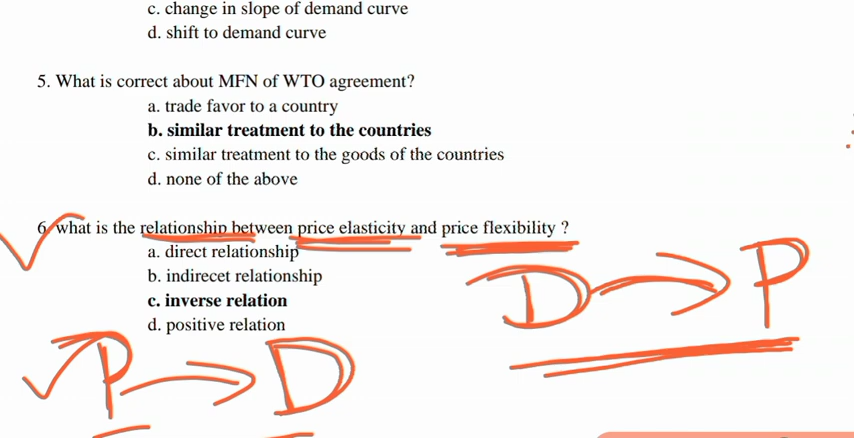 c. change in slope of demand curve
d. shift to demand curve
5. What is correct about MFN of WTO agreement?
a. trade favor to a country
b. similar treatment to the countries
c. similar treatment to the goods of the countries
d. none of the above
6. what is the relationship between price elasticity and price flexibility ?
a. direct relationship
b. indirecet relationship
c. inverse relation
d. positive relation
D → P
P → D